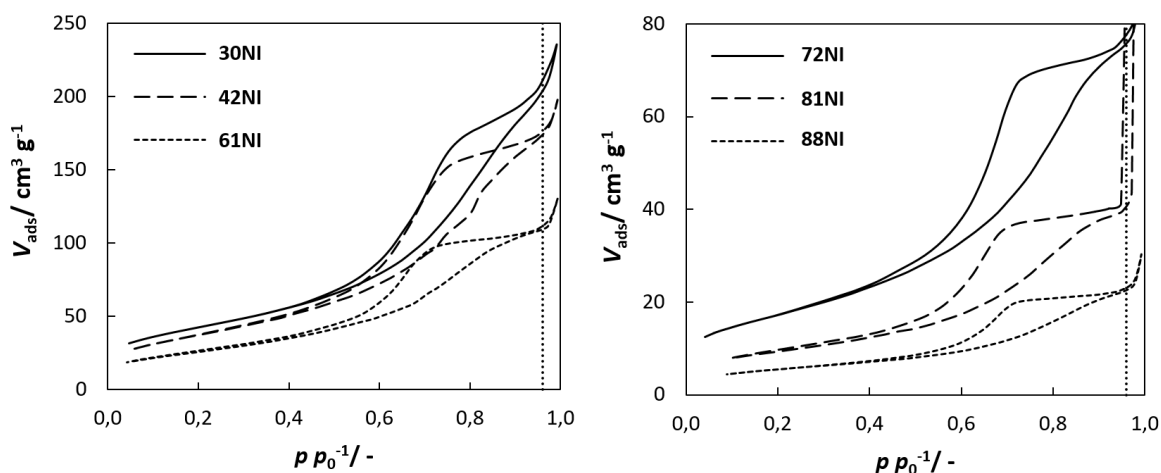 250
200
150
100
50
0
V_ads/ cm³ g⁻¹
30NI
42NI
61NI
0,0 0,2 0,4 0,6 0,8 1,0
p p₀⁻¹/ -
80
60
40
20
0
V_ads/ cm³ g⁻¹
72NI
81NI
88NI
0,0 0,2 0,4 0,6 0,8 1,0
p p₀⁻¹/ -